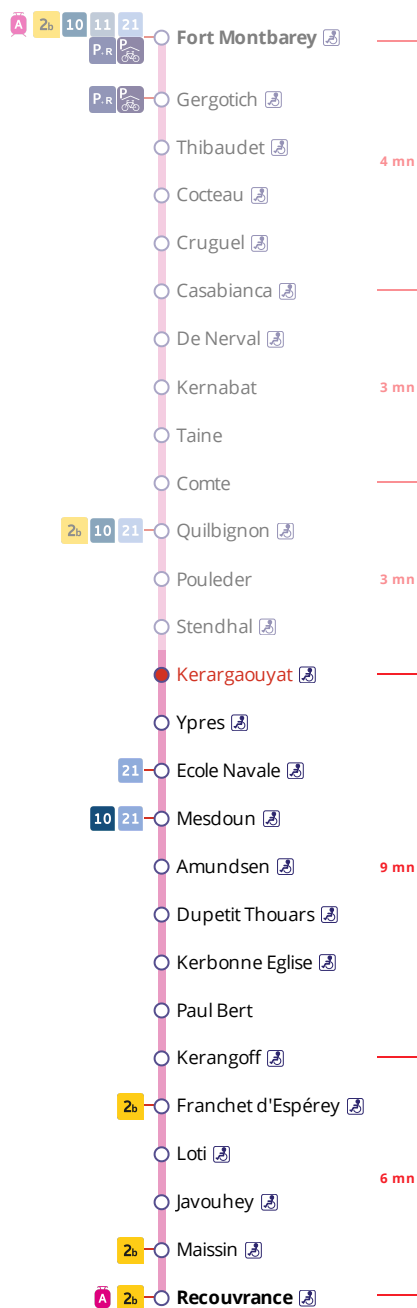 A 2b 10 11 21
Fort Montbarey
P+R P
P+R P
Gergotich
Thibaudet
4 mn
Cocteau
Cruguel
Casabianca
De Nerval
Kernabat
3 mn
Taine
Comte
2b 10 21 Quilbignon
Pouleder
3 mn
Stendhal
Kerargaouyat
Ypres
21 Ecole Navale
10 21 Mesdoun
Amundsen
9 mn
Dupetit Thouars
Kerbonne Eglise
Paul Bert
Kerangoff
2b Franchet d'Espérey
Loti
6 mn
Javouhey
2b Maissin
A 2b Recouvrance